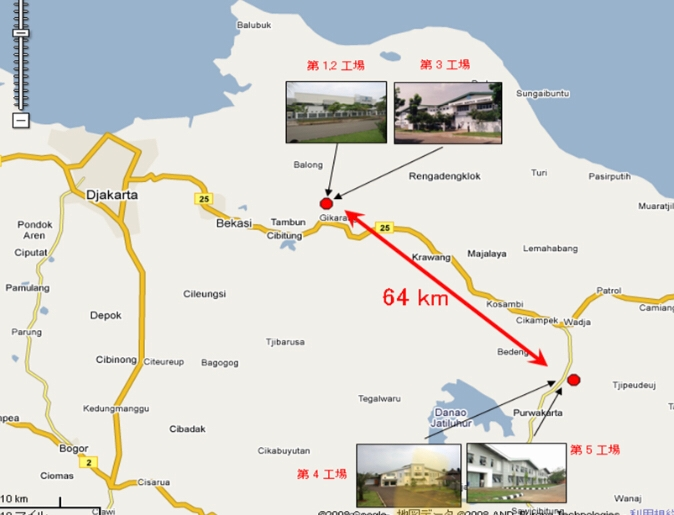 Balubuk
第1,2 工場
第3 工場
Sungaibuntu
Balong
Rengadengklok
Turi
Pasirputih
Djakarta
25
Muaratjil
Pondok
Aren
Bekasi
Tambun
Gikara
Cibitung
25
Lemahabang
Ciputat
Krawang
Majalaya
Pamulang
Cileungsi
64 km
Patrol
Kosambi
Camiang
Depok
Cikampek
Wadja
Parung
Tjibarusa
Bedeng
Cibinong
Citeureup
Bagogog
Tjipeudeuj
Tegalwaru
Kedungmanggu
Danao
Jatiluhur
Purwakarta
Cibadak
Bogor
Cikabuyutan
第5 工場
2
第4 工場
Ciomas
Cisarua
10 km
Wanaj